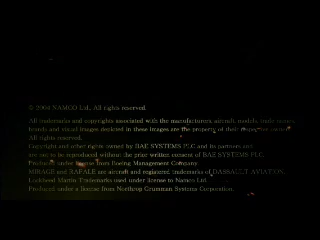 © 2004 NAMCO Ltd., All rights reserved.
All trademarks and copyrights associated with the manufacturers, aircraft, models, trade names,
brands and visual images depicted in these images are the property of their respective owners.
All rights reserved.
Copyright and other rights owned by BAE SYSTEMS PLC and its partners and
are not to be reproduced without the prior written consent of BAE SYSTEMS PLC.
Produced under license from Boeing Management Company.
MIRAGE and RAFALE are aircraft and registered trademarks of DASSAULT AVIATION.
Lockheed Martin Trademarks used under license to Namco Ltd.
Produced under a license from Northrop Grumman Systems Corporation.